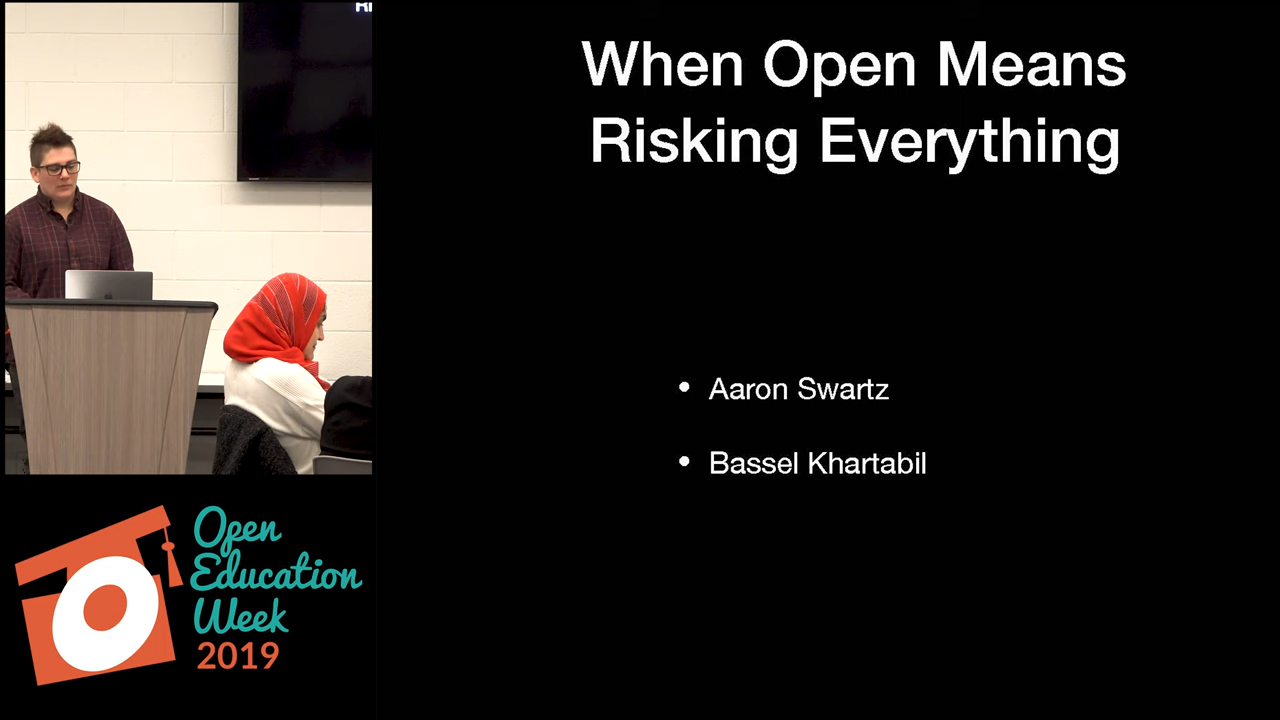 When Open Means
Risking Everything
• Aaron Swartz
• Bassel Khartabil
Open
Education
Week
2019